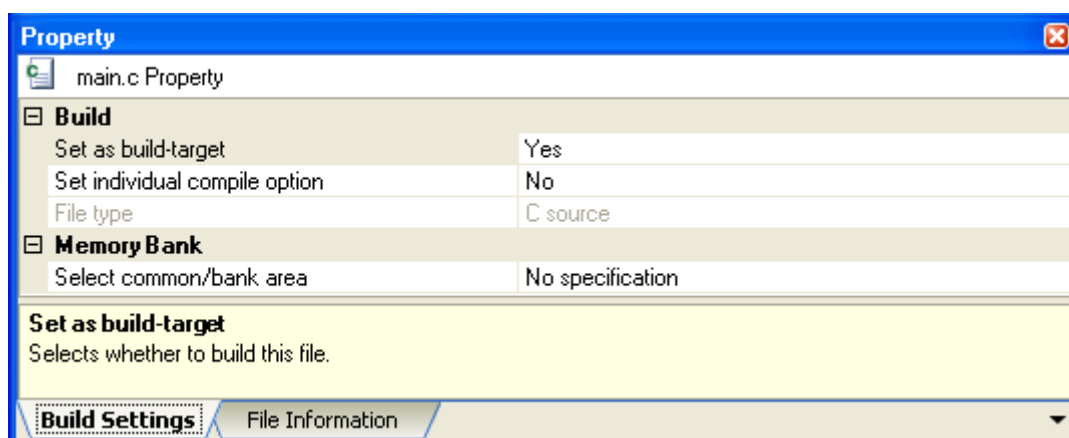 Property
main.c Property
Build
Set as build-target Yes
Set individual compile option No
File type C source
Memory Bank
Select common/bank area No specification
Set as build-target
Selects whether to build this file.
Build Settings File Information